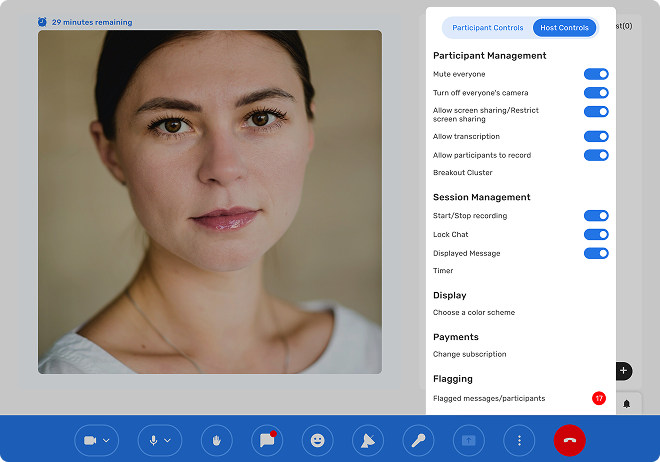 29 minutes remaining
Participant Controls
Host Controls
st(0)
Participant Management
Mute everyone
Turn off everyone's camera
Allow screen sharing/Restrict
screen sharing
Allow transcription
Allow participants to record
Breakout Cluster
Session Management
Start/Stop recording
Lock Chat
Displayed Message
Timer
Display
Choose a color scheme
Payments
Change subscription
Flagging
Flagged messages/participants
17